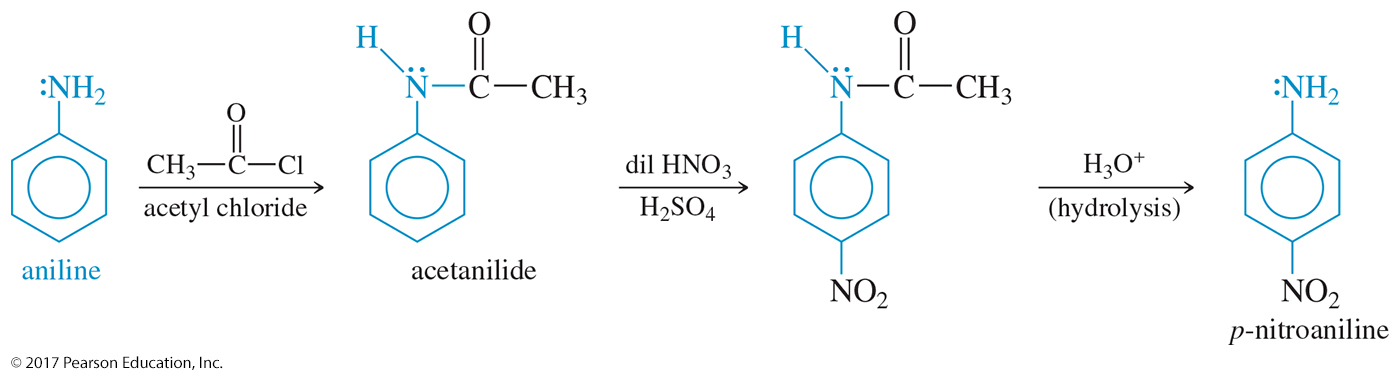 :NH₂
aniline
O
CH₃—C—Cl
acetyl chloride
H
O
N—C—CH₃
acetanilide
dil HNO₃
H₂SO₄
H
O
N—C—CH₃
NO₂
H₃O⁺
(hydrolysis)
:NH₂
NO₂
p-nitroaniline
© 2017 Pearson Education, Inc.